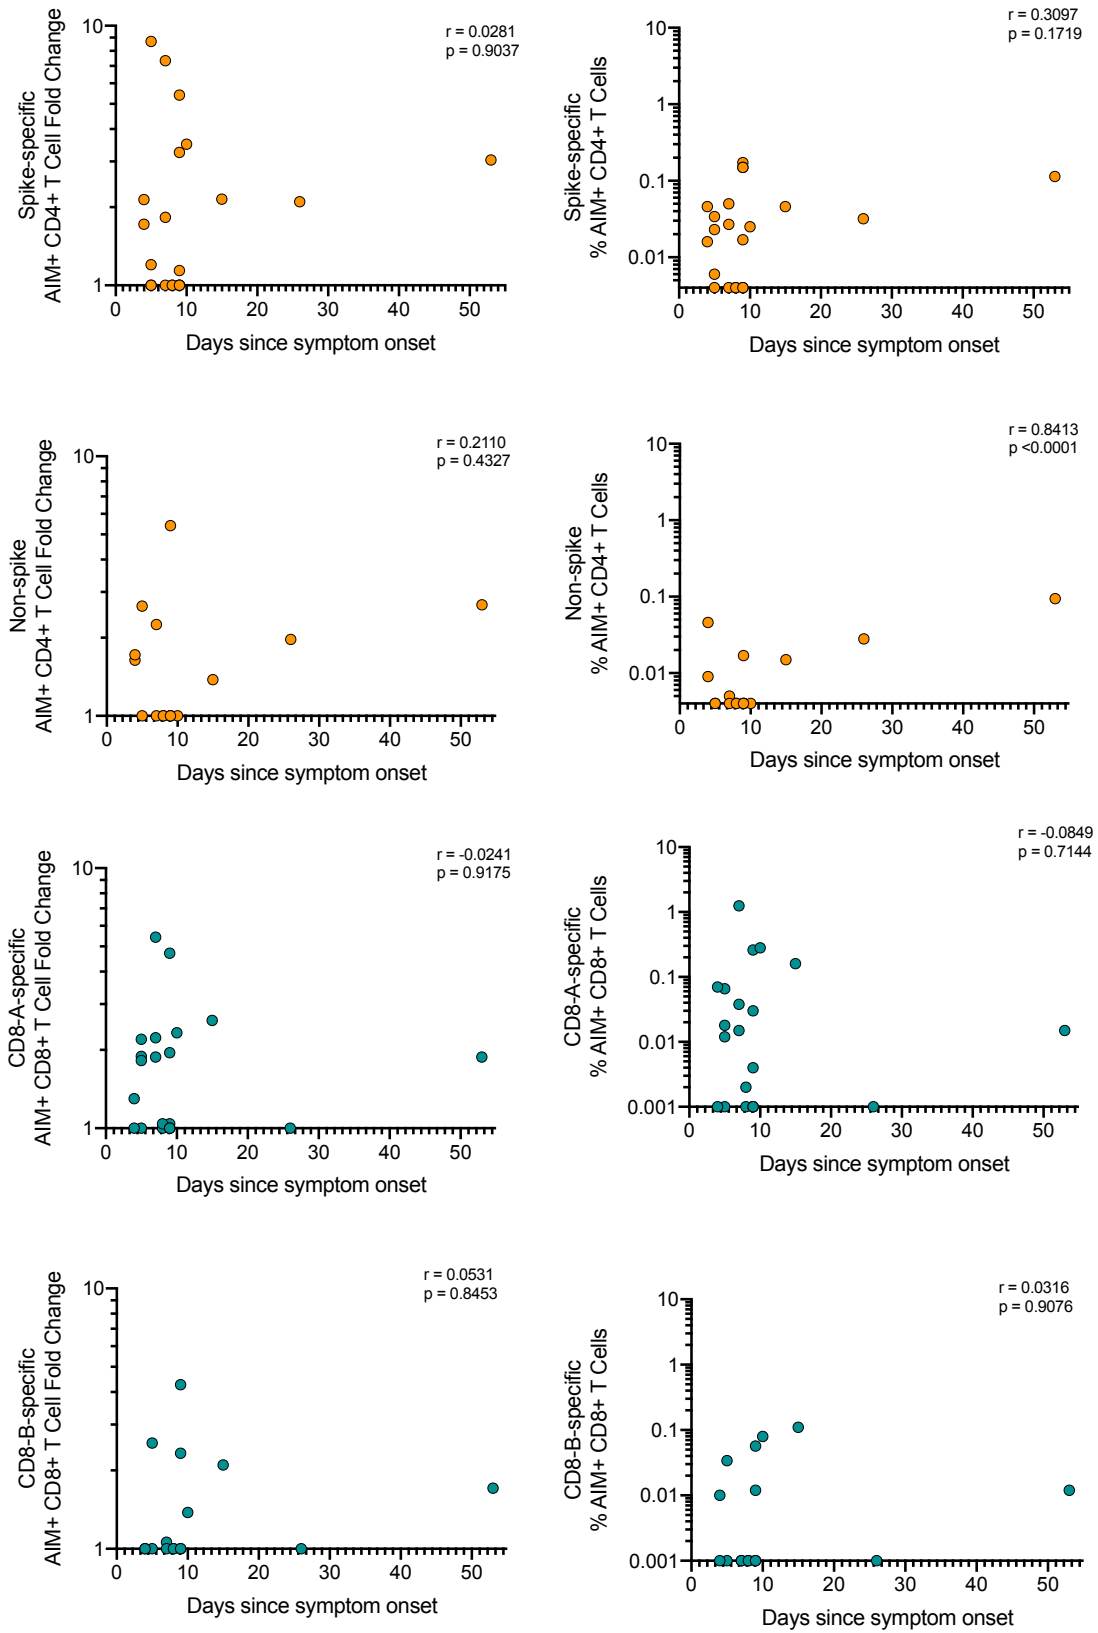 Spike-specific
AIM+ CD4+ T Cell Fold Change
10
1
r = 0.0281
p = 0.9037
0 10 20 30 40 50
Days since symptom onset
Spike-specific
% AIM+ CD4+ T Cells
10
1
0.1
0.01
r = 0.3097
p = 0.1719
0 10 20 30 40 50
Days since symptom onset
Non-spike
AIM+ CD4+ T Cell Fold Change
10
1
r = 0.2110
p = 0.4327
0 10 20 30 40 50
Days since symptom onset
Non-spike
% AIM+ CD4+ T Cells
10
1
0.1
0.01
r = 0.8413
p <0.0001
0 10 20 30 40 50
Days since symptom onset
CD8-A-specific
AIM+ CD8+ T Cell Fold Change
10
1
r = -0.0241
p = 0.9175
0 10 20 30 40 50
Days since symptom onset
CD8-A-specific
% AIM+ CD8+ T Cells
10
1
0.1
0.01
0.001
r = -0.0849
p = 0.7144
0 10 20 30 40 50
Days since symptom onset
CD8-B-specific
AIM+ CD8+ T Cell Fold Change
10
1
r = 0.0531
p = 0.8453
0 10 20 30 40 50
Days since symptom onset
CD8-B-specific
% AIM+ CD8+ T Cells
10
1
0.1
0.01
0.001
r = 0.0316
p = 0.9076
0 10 20 30 40 50
Days since symptom onset